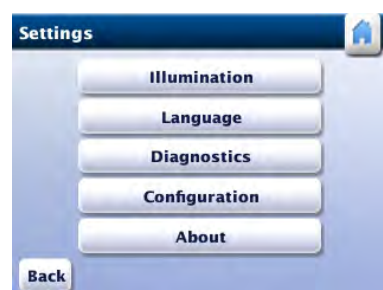 Settings
Illumination
Language
Diagnostics
Configuration
About
Back